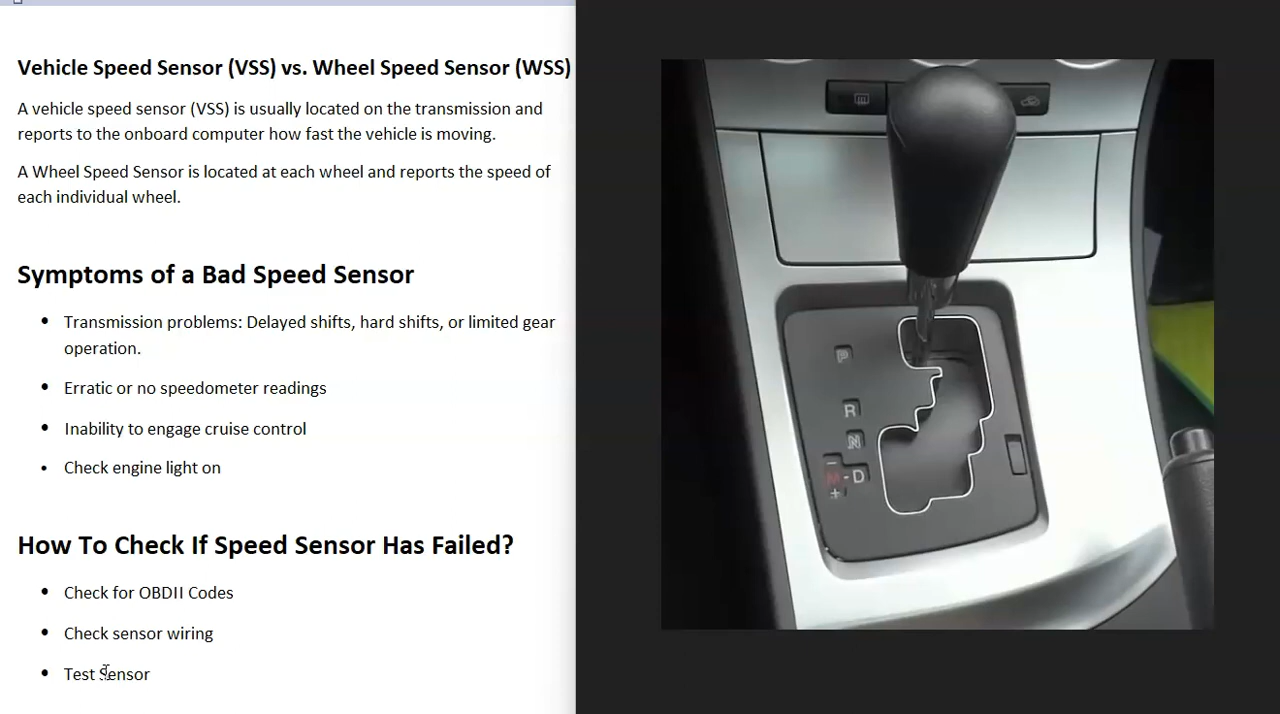 Vehicle Speed Sensor (VSS) vs. Wheel Speed Sensor (WSS)
A vehicle speed sensor (VSS) is usually located on the transmission and
reports to the onboard computer how fast the vehicle is moving.
A Wheel Speed Sensor is located at each wheel and reports the speed of
each individual wheel.
Symptoms of a Bad Speed Sensor
• Transmission problems: Delayed shifts, hard shifts, or limited gear
operation.
• Erratic or no speedometer readings
• Inability to engage cruise control
• Check engine light on
How To Check If Speed Sensor Has Failed?
• Check for OBDII Codes
• Check sensor wiring
• Test Sensor
P
R
N
−
M - D
+